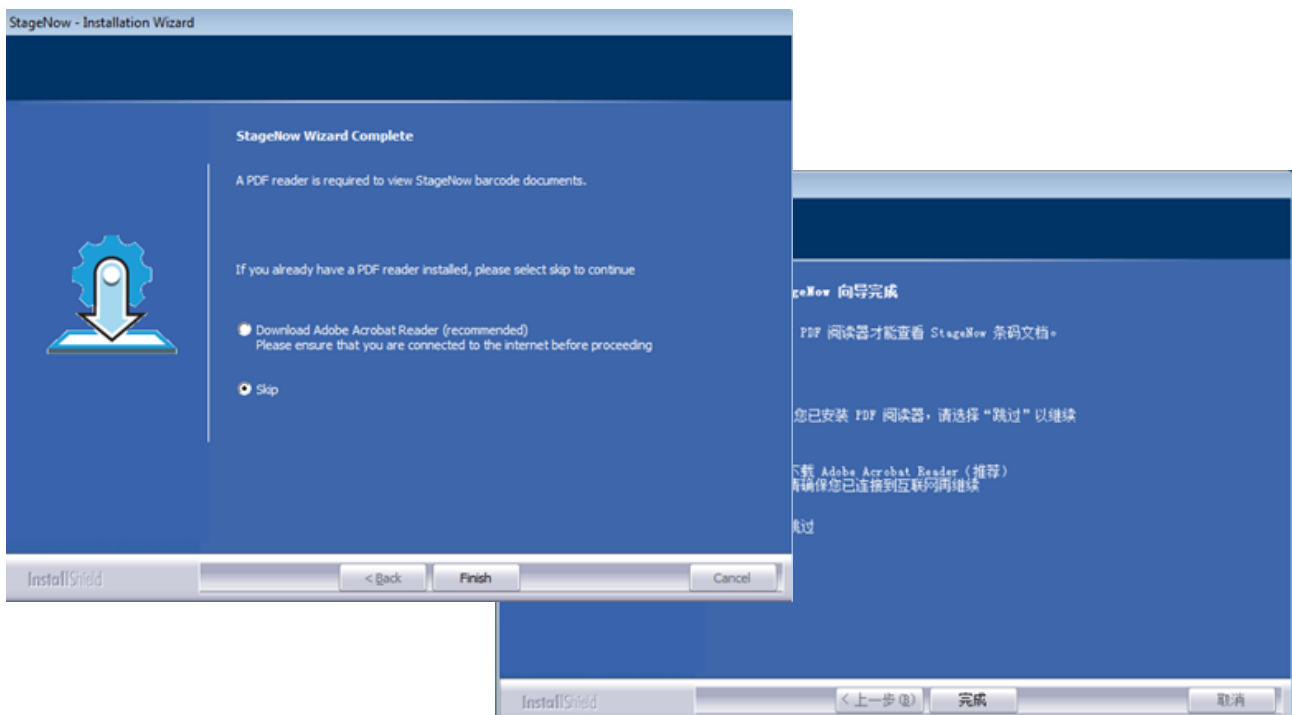 StageNow - Installation Wizard
StageNow Wizard Complete
A PDF reader is required to view StageNow barcode documents.
If you already have a PDF reader installed, please select skip to continue
Download Adobe Acrobat Reader (recommended)
Please ensure that you are connected to the internet before proceeding
Skip
InstallShield
< Back
Finish
Cancel
geNow 向导完成
PDF 阅读器才能查看 StageNow 条码文档。
您已安装 PDF 阅读器，请选择“跳过”以继续
下载 Adobe Acrobat Reader（推荐）
请确保您已连接到互联网再继续
跳过
InstallShield
< 上一步(B)
完成
取消